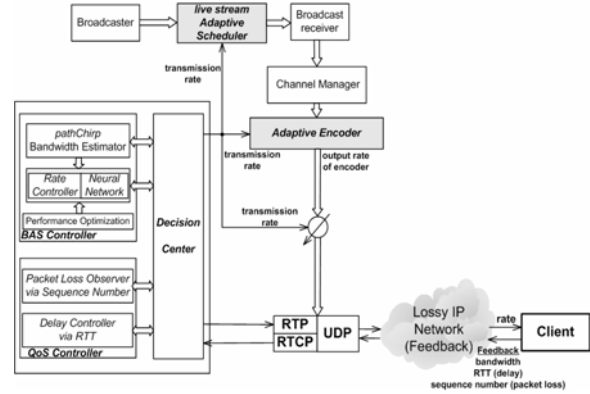 Broadcaster
live stream
Adaptive
Scheduler
Broadcast
receiver
transmission
rate
Channel Manager
Adaptive Encoder
transmission
rate
output rate
of encoder
pathChirp
Bandwidth Estimator
Rate
Controller
Neural
Network
Performance Optimization
BAS Controller
Decision
Center
transmission
rate
Packet Loss Observer
via Sequence Number
Delay Controller
via RTT
QoS Controller
RTP
RTCP
UDP
Lossy IP
Network
(Feedback)
rate
Client
Feedback
bandwidth
RTT (delay)
sequence number (packet loss)